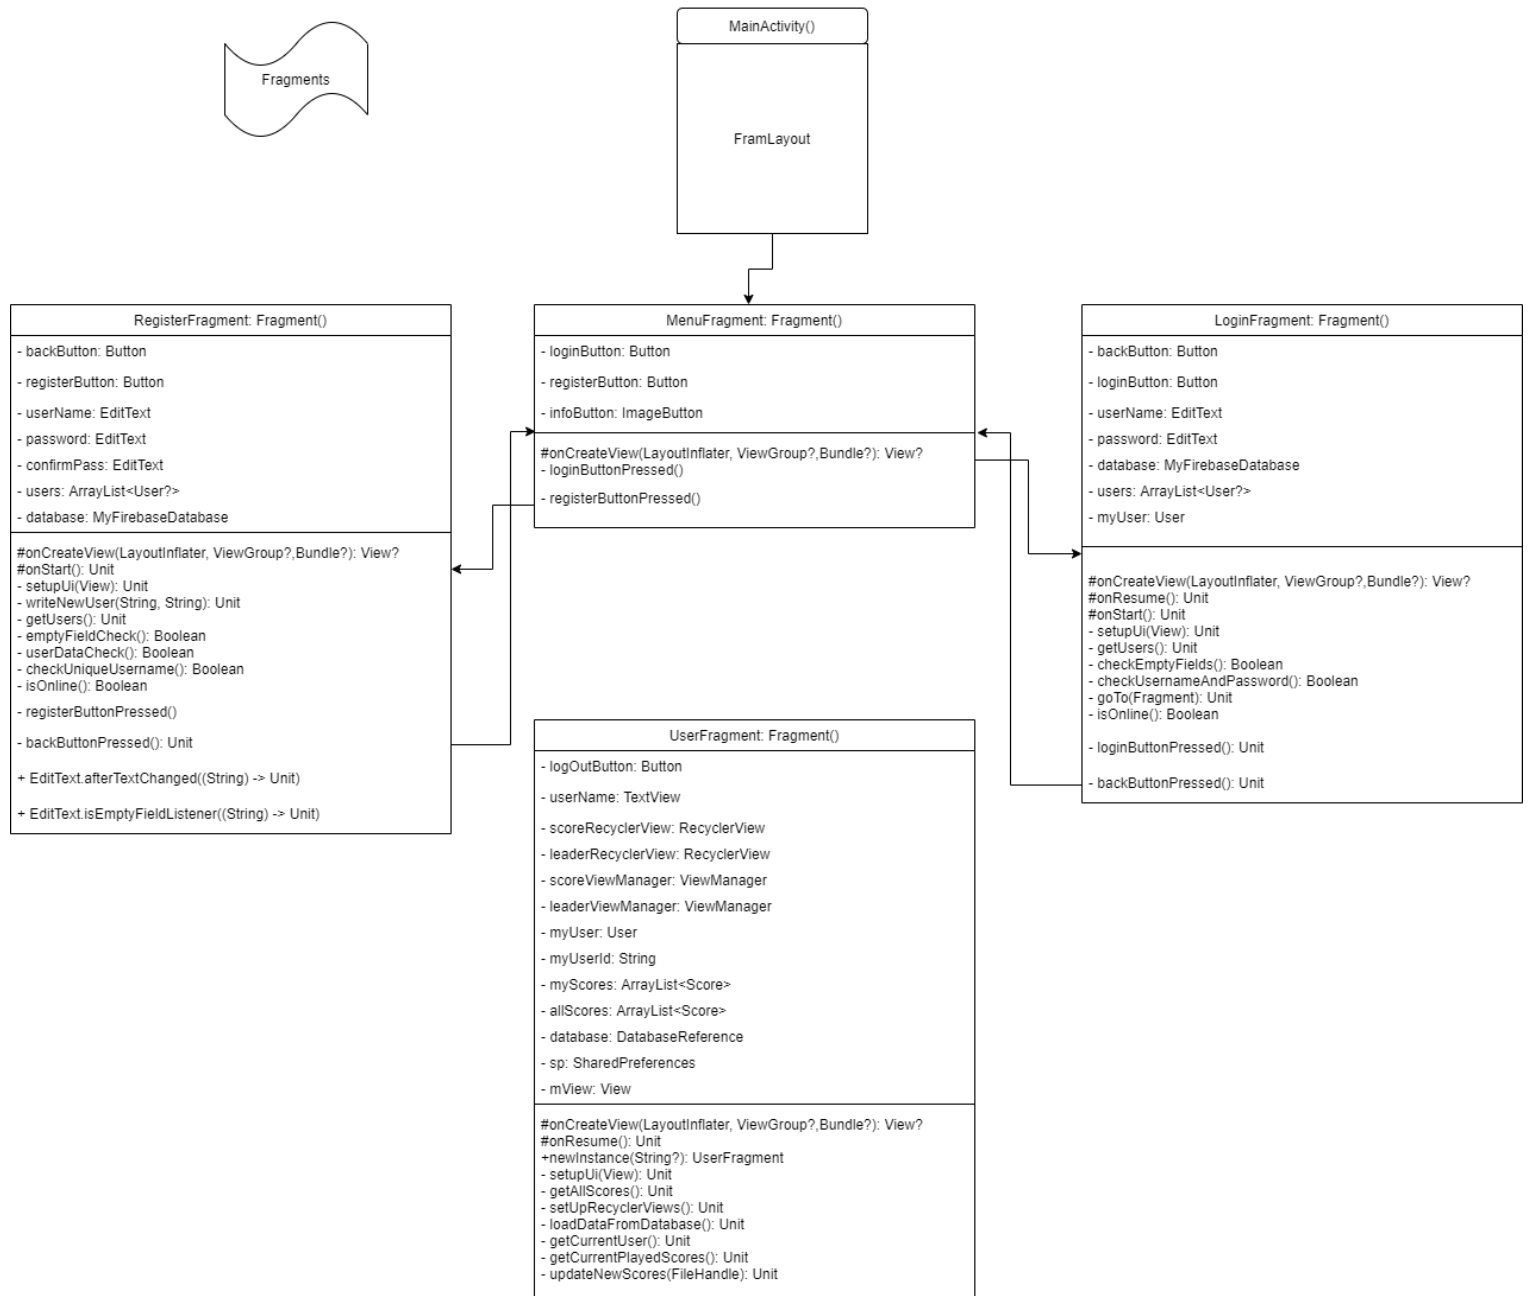 MainActivity()
FramLayout
Fragments
RegisterFragment: Fragment()
- backButton: Button
- registerButton: Button
- userName: EditText
- password: EditText
- confirmPass: EditText
- users: ArrayList<User?>
- database: MyFirebaseDatabase
#onCreateView(LayoutInflater, ViewGroup?,Bundle?): View?
#onStart(): Unit
- setupUi(View): Unit
- writeNewUser(String, String): Unit
- getUsers(): Unit
- emptyFieldCheck(): Boolean
- userDataCheck(): Boolean
- checkUniqueUsername(): Boolean
- isOnline(): Boolean
- registerButtonPressed()
- backButtonPressed(): Unit
+ EditText.afterTextChanged((String) -> Unit)
+ EditText.isEmptyFieldListener((String) -> Unit)
MenuFragment: Fragment()
- loginButton: Button
- registerButton: Button
- infoButton: ImageButton
#onCreateView(LayoutInflater, ViewGroup?,Bundle?): View?
- loginButtonPressed()
- registerButtonPressed()
LoginFragment: Fragment()
- backButton: Button
- loginButton: Button
- userName: EditText
- password: EditText
- database: MyFirebaseDatabase
- users: ArrayList<User?>
- myUser: User
#onCreateView(LayoutInflater, ViewGroup?,Bundle?): View?
#onResume(): Unit
#onStart(): Unit
- setupUi(View): Unit
- getUsers(): Unit
- checkEmptyFields(): Boolean
- checkUsernameAndPassword(): Boolean
- goTo(Fragment): Unit
- isOnline(): Boolean
- loginButtonPressed(): Unit
- backButtonPressed(): Unit
UserFragment: Fragment()
- logOutButton: Button
- userName: TextView
- scoreRecyclerView: RecyclerView
- leaderRecyclerView: RecyclerView
- scoreViewManager: ViewManager
- leaderViewManager: ViewManager
- myUser: User
- myUserId: String
- myScores: ArrayList<Score>
- allScores: ArrayList<Score>
- database: DatabaseReference
- sp: SharedPreferences
- mView: View
#onCreateView(LayoutInflater, ViewGroup?,Bundle?): View?
#onResume(): Unit
+newInstance(String?): UserFragment
- setupUi(View): Unit
- getAllScores(): Unit
- setUpRecyclerViews(): Unit
- loadDataFromDatabase(): Unit
- getCurrentUser(): Unit
- getCurrentPlayedScores(): Unit
- updateNewScores(FileHandle): Unit